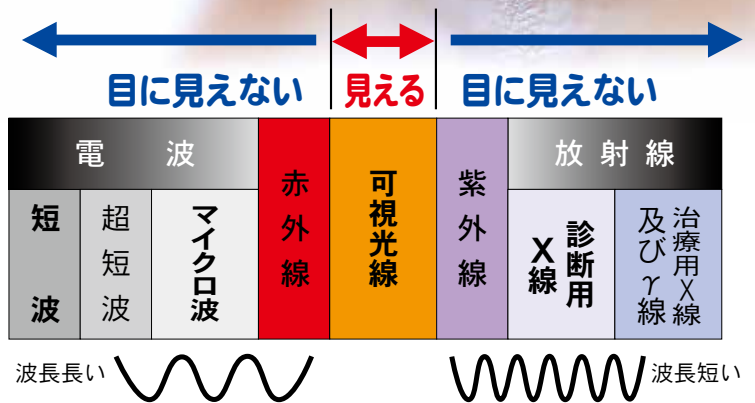 目に見えない
見える
目に見えない
電波
放射線
短波
超短波
マイクロ波
赤外線
可視光線
紫外線
診断用
X線
治療用X線
及びγ線
波長長い
波長短い